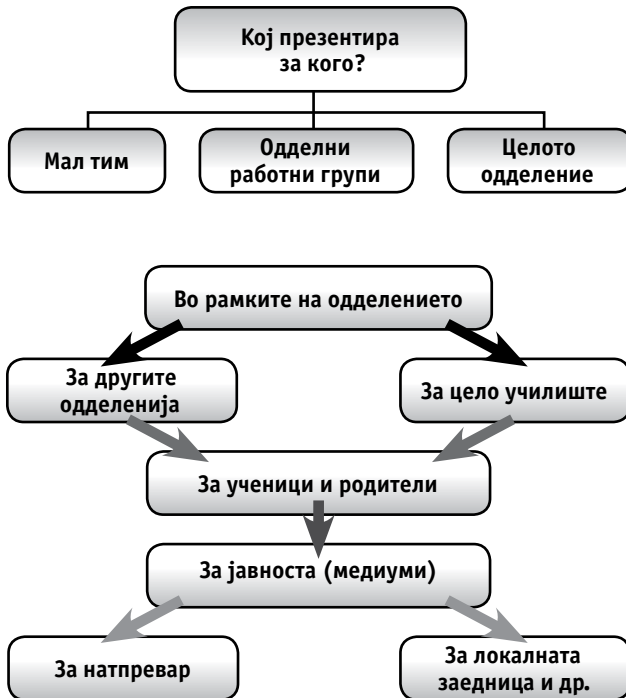 Кој презентира
за кого?
Мал тим
Одделни
работни групи
Целото
одделение
Во рамките на одделението
За другите
одделенија
За цело училиште
За ученици и родители
За јавноста (медиуми)
За натпревар
За локалната
заедница и др.